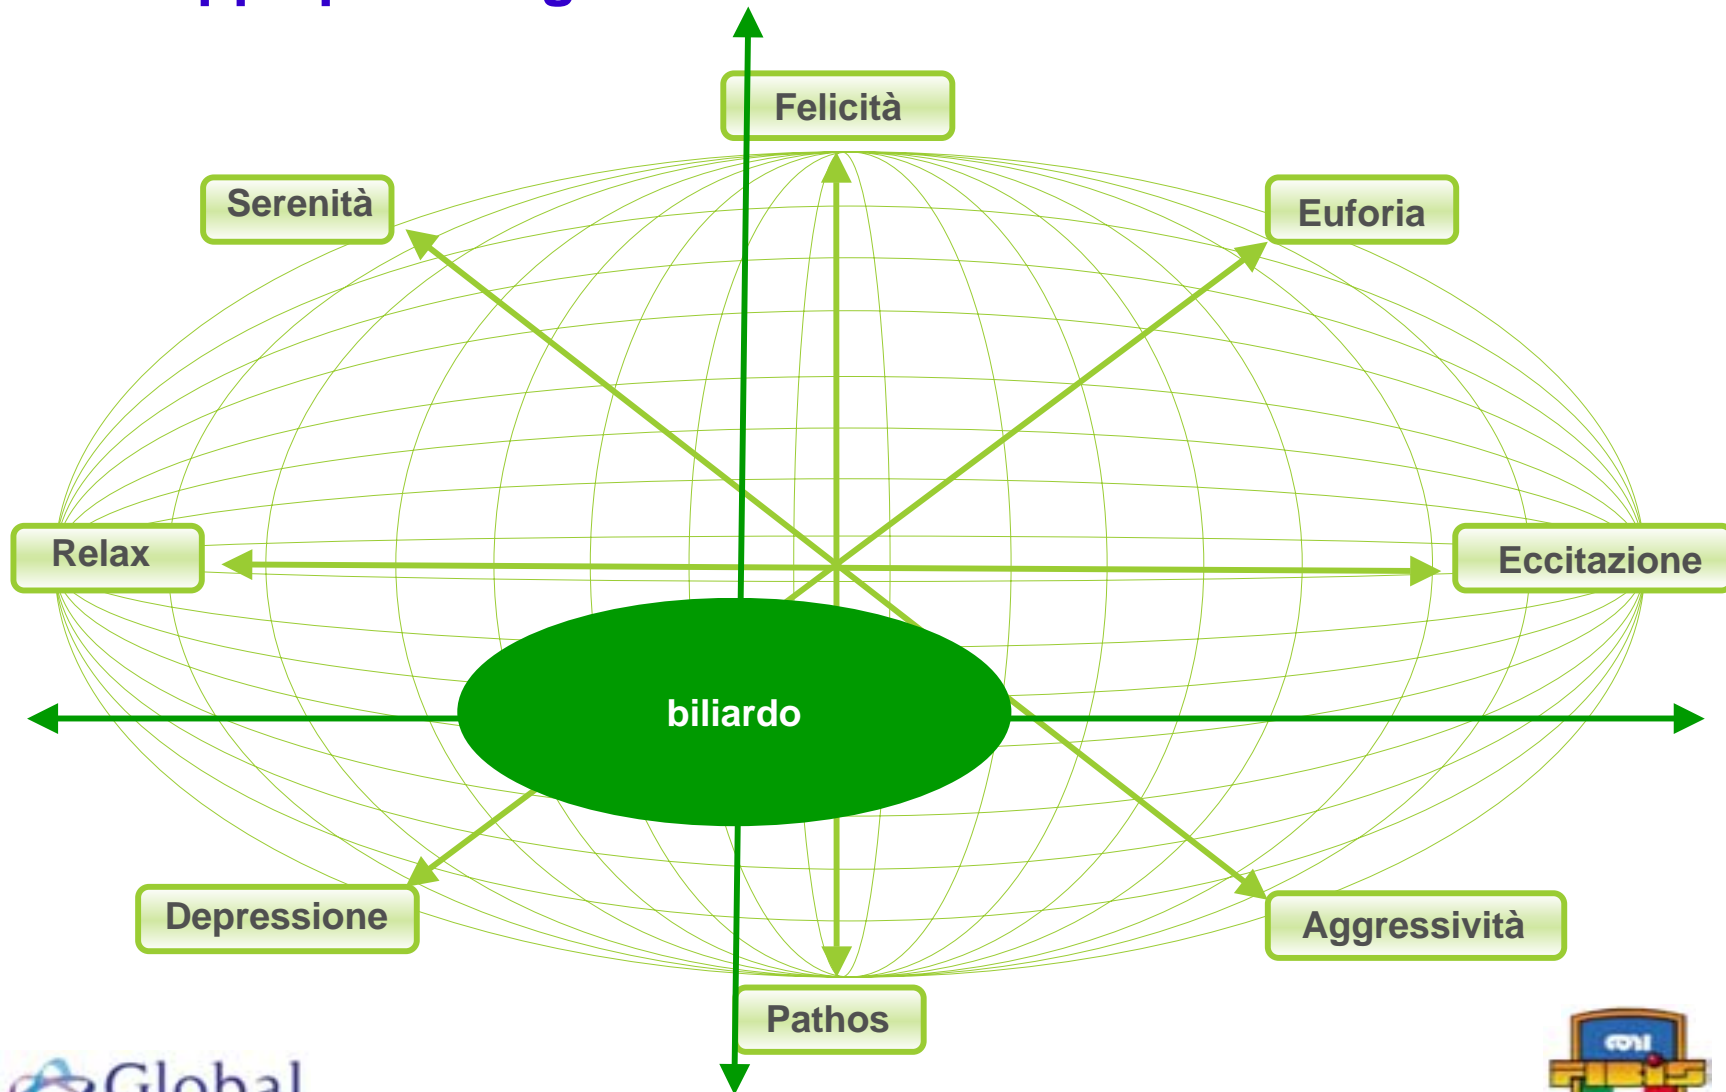 Felicità
Serenità
Euforia
Relax
Eccitazione
biliardo
Depressione
Aggressività
Pathos
Global